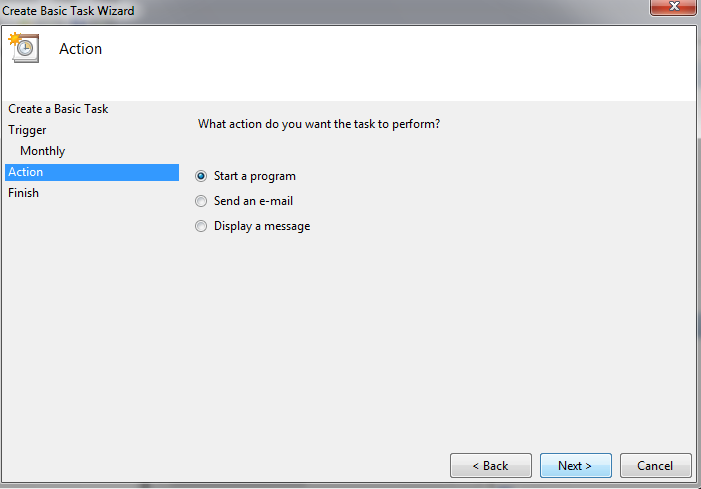 Create Basic Task Wizard
Action
Create a Basic Task
Trigger
Monthly
Action
Finish
What action do you want the task to perform?
Start a program
Send an e-mail
Display a message
< Back
Next >
Cancel